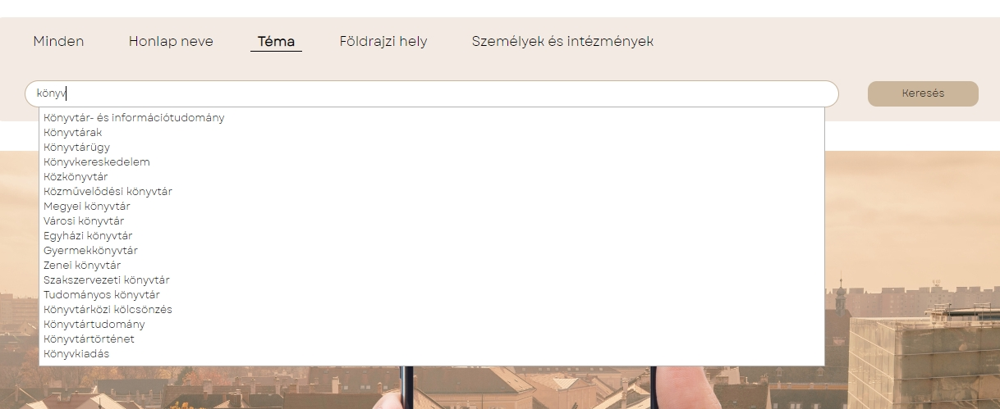 Minden Honlap neve Téma Földrajzi hely Személyek és intézmények
könyv Keresés
Könyvtár- és információtudomány
Könyvtárak
Könyvtárügy
Könyvkereskedelem
Közkönyvtár
Közművelődési könyvtár
Megyei könyvtár
Városi könyvtár
Egyházi könyvtár
Gyermekkönyvtár
Zenei könyvtár
Szakszervezeti könyvtár
Tudományos könyvtár
Könyvtárközi kölcsönzés
Könyvtártudomány
Könyvtártörténet
Könyvkiadás